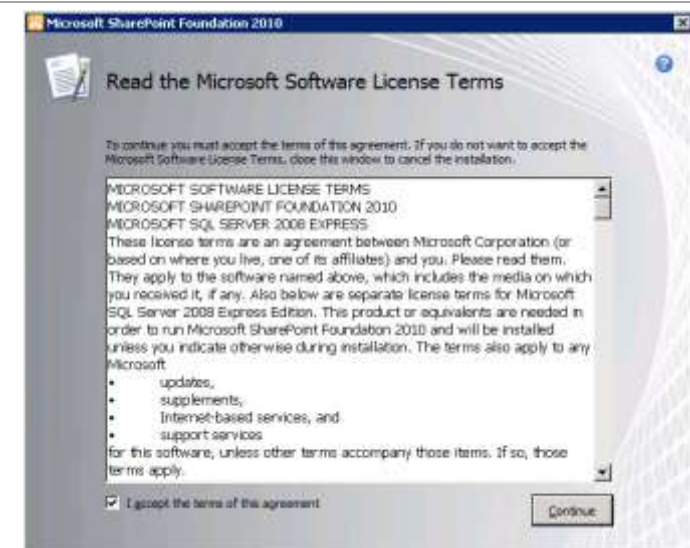 Microsoft SharePoint Foundation 2010
Read the Microsoft Software License Terms
To continue you must accept the terms of this agreement. If you do not want to accept the
Microsoft Software License Terms, close this window to cancel the installation.
MICROSOFT SOFTWARE LICENSE TERMS
MICROSOFT SHAREPOINT FOUNDATION 2010
MICROSOFT SQL SERVER 2008 EXPRESS
These license terms are an agreement between Microsoft Corporation (or
based on where you live, one of its affiliates) and you. Please read them.
They apply to the software named above, which includes the media on which
you received it, if any. Also below are separate license terms for Microsoft
SQL Server 2008 Express Edition. This product or equivalents are needed in
order to run Microsoft SharePoint Foundation 2010 and will be installed
unless you indicate otherwise during installation. The terms also apply to any
Microsoft
• updates,
• supplements,
• Internet-based services, and
• support services
for this software, unless other terms accompany those items. If so, those
terms apply.
I accept the terms of this agreement
Continue